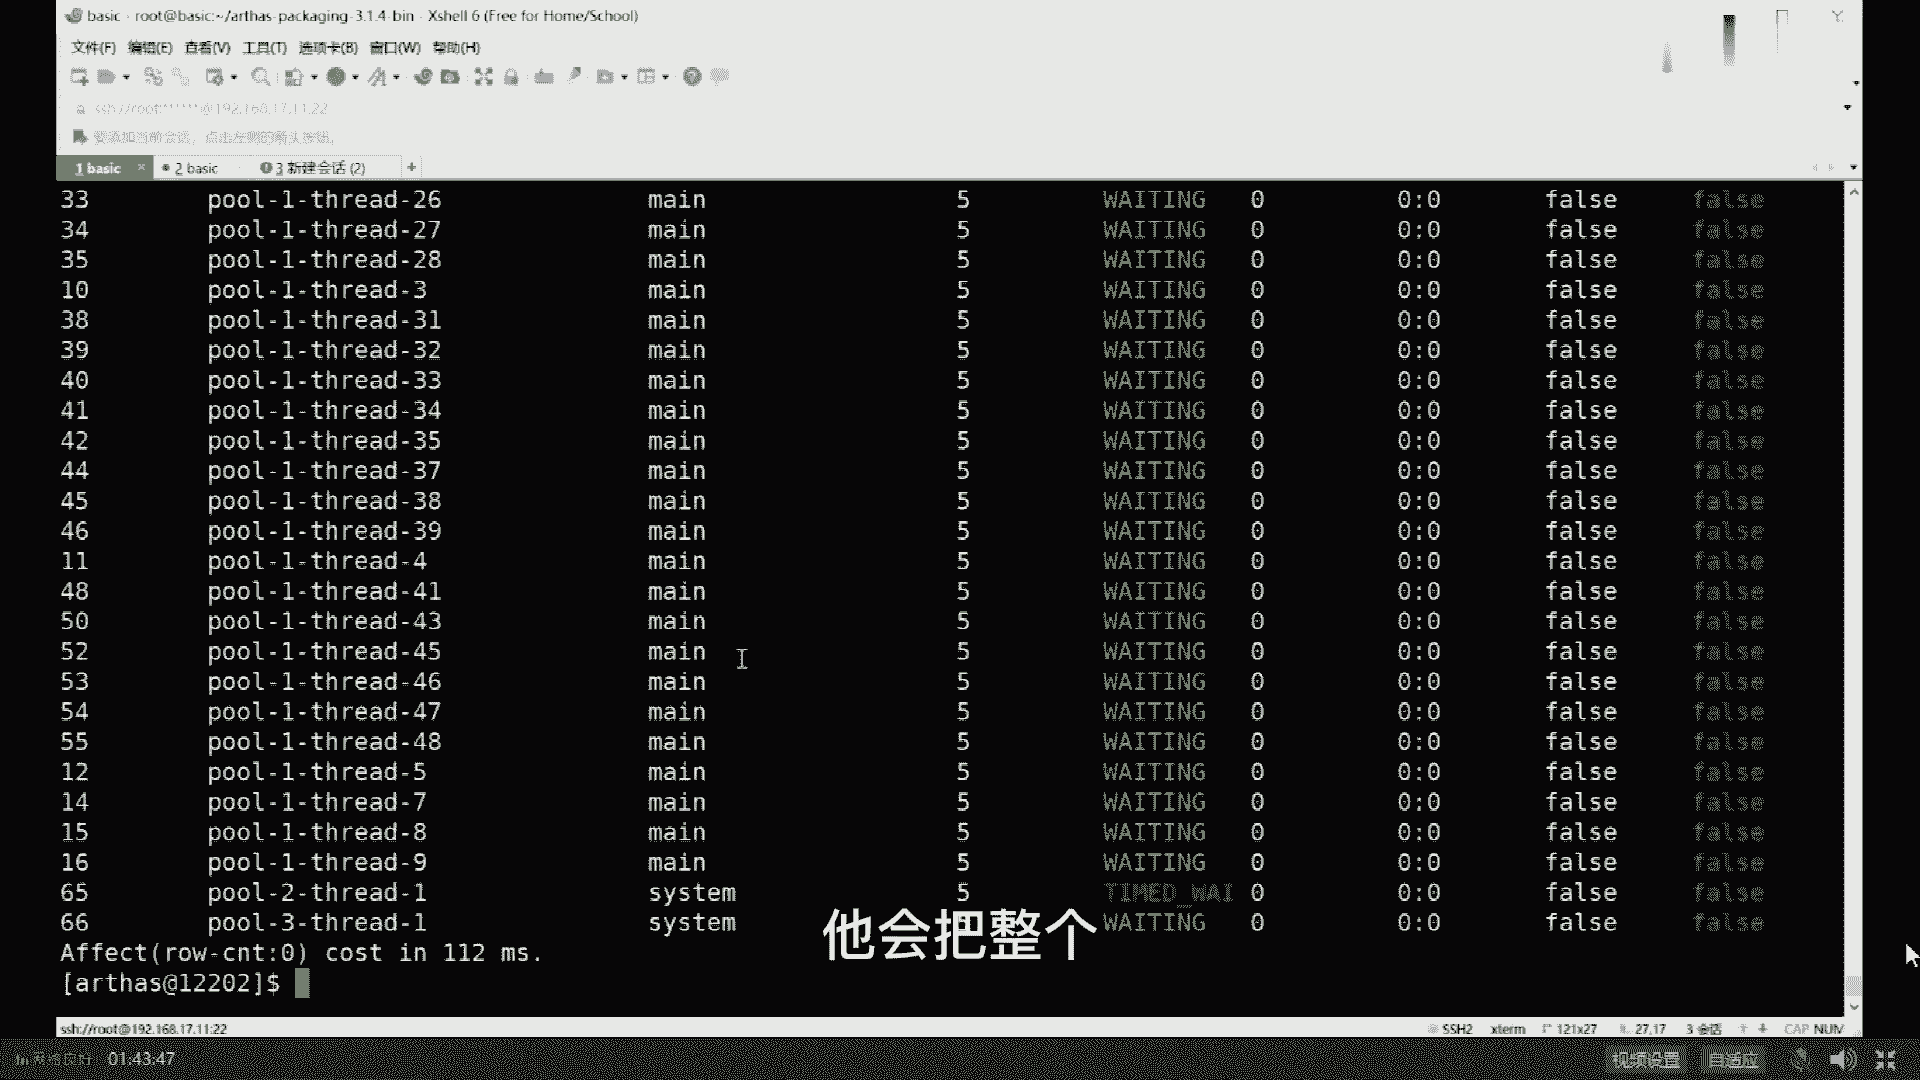 basic - root@basic:~/arthas-packaging-3.1.4-bin - Xshell 6 (Free for Home/School)
文件(F) 编辑(E) 查看(V) 工具(T) 选项卡(B) 窗口(W) 帮助(H)
ssh://root:******@192.168.17.11:22
要添加当前会话，点击左侧的箭头按钮。
1 basic × 2 basic 3 新建会话 (2) +
33 pool-1-thread-26 main 5 WAITING 0 0:0 false false
34 pool-1-thread-27 main 5 WAITING 0 0:0 false false
35 pool-1-thread-28 main 5 WAITING 0 0:0 false false
10 pool-1-thread-3 main 5 WAITING 0 0:0 false false
38 pool-1-thread-31 main 5 WAITING 0 0:0 false false
39 pool-1-thread-32 main 5 WAITING 0 0:0 false false
40 pool-1-thread-33 main 5 WAITING 0 0:0 false false
41 pool-1-thread-34 main 5 WAITING 0 0:0 false false
42 pool-1-thread-35 main 5 WAITING 0 0:0 false false
44 pool-1-thread-37 main 5 WAITING 0 0:0 false false
45 pool-1-thread-38 main 5 WAITING 0 0:0 false false
46 pool-1-thread-39 main 5 WAITING 0 0:0 false false
11 pool-1-thread-4 main 5 WAITING 0 0:0 false false
48 pool-1-thread-41 main 5 WAITING 0 0:0 false false
50 pool-1-thread-43 main 5 WAITING 0 0:0 false false
52 pool-1-thread-45 main 5 WAITING 0 0:0 false false
53 pool-1-thread-46 main 5 WAITING 0 0:0 false false
54 pool-1-thread-47 main 5 WAITING 0 0:0 false false
55 pool-1-thread-48 main 5 WAITING 0 0:0 false false
12 pool-1-thread-5 main 5 WAITING 0 0:0 false false
14 pool-1-thread-7 main 5 WAITING 0 0:0 false false
15 pool-1-thread-8 main 5 WAITING 0 0:0 false false
16 pool-1-thread-9 main 5 WAITING 0 0:0 false false
65 pool-2-thread-1 system 5 TIMED_WAI 0 0:0 false false
66 pool-3-thread-1 system WAITING 0 0:0 false false
他会把整个
Affect(row-cnt:0) cost in 112 ms.
[arthas@12202]$
ssh://root@192.168.17.11:22 SSH2 xterm 121x27 27,17 3 会话 CAP NUM
01:43:47 视频设置 自适应